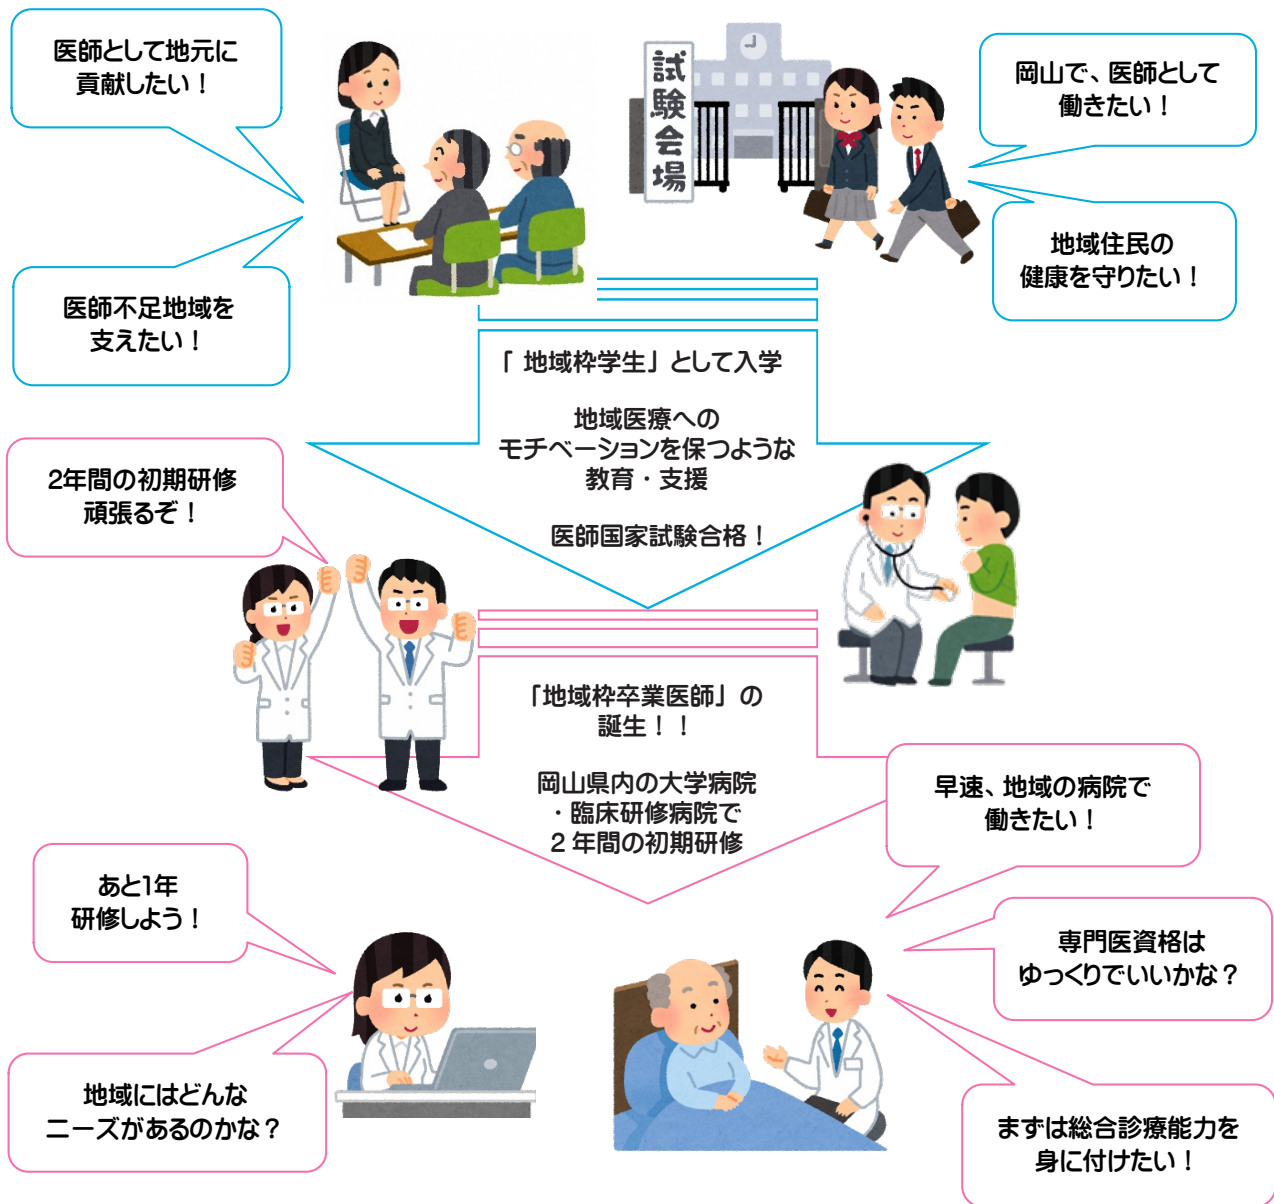 医師として地元に
貢献したい！
試験会場
岡山で、医師として
働きたい！
医師不足地域を
支えたい！
地域住民の
健康を守りたい！
「 地域枠学生」として入学
地域医療への
モチベーションを保つような
教育・支援
医師国家試験合格！
2年間の初期研修
頑張るぞ！
「地域枠卒業医師」の
誕生！！
岡山県内の大学病院
・臨床研修病院で
２年間の初期研修
早速、地域の病院で
働きたい！
あと1年
研修しよう！
専門医資格は
ゆっくりでいいかな？
地域にはどんな
ニーズがあるのかな？
まずは総合診療能力を
身に付けたい！